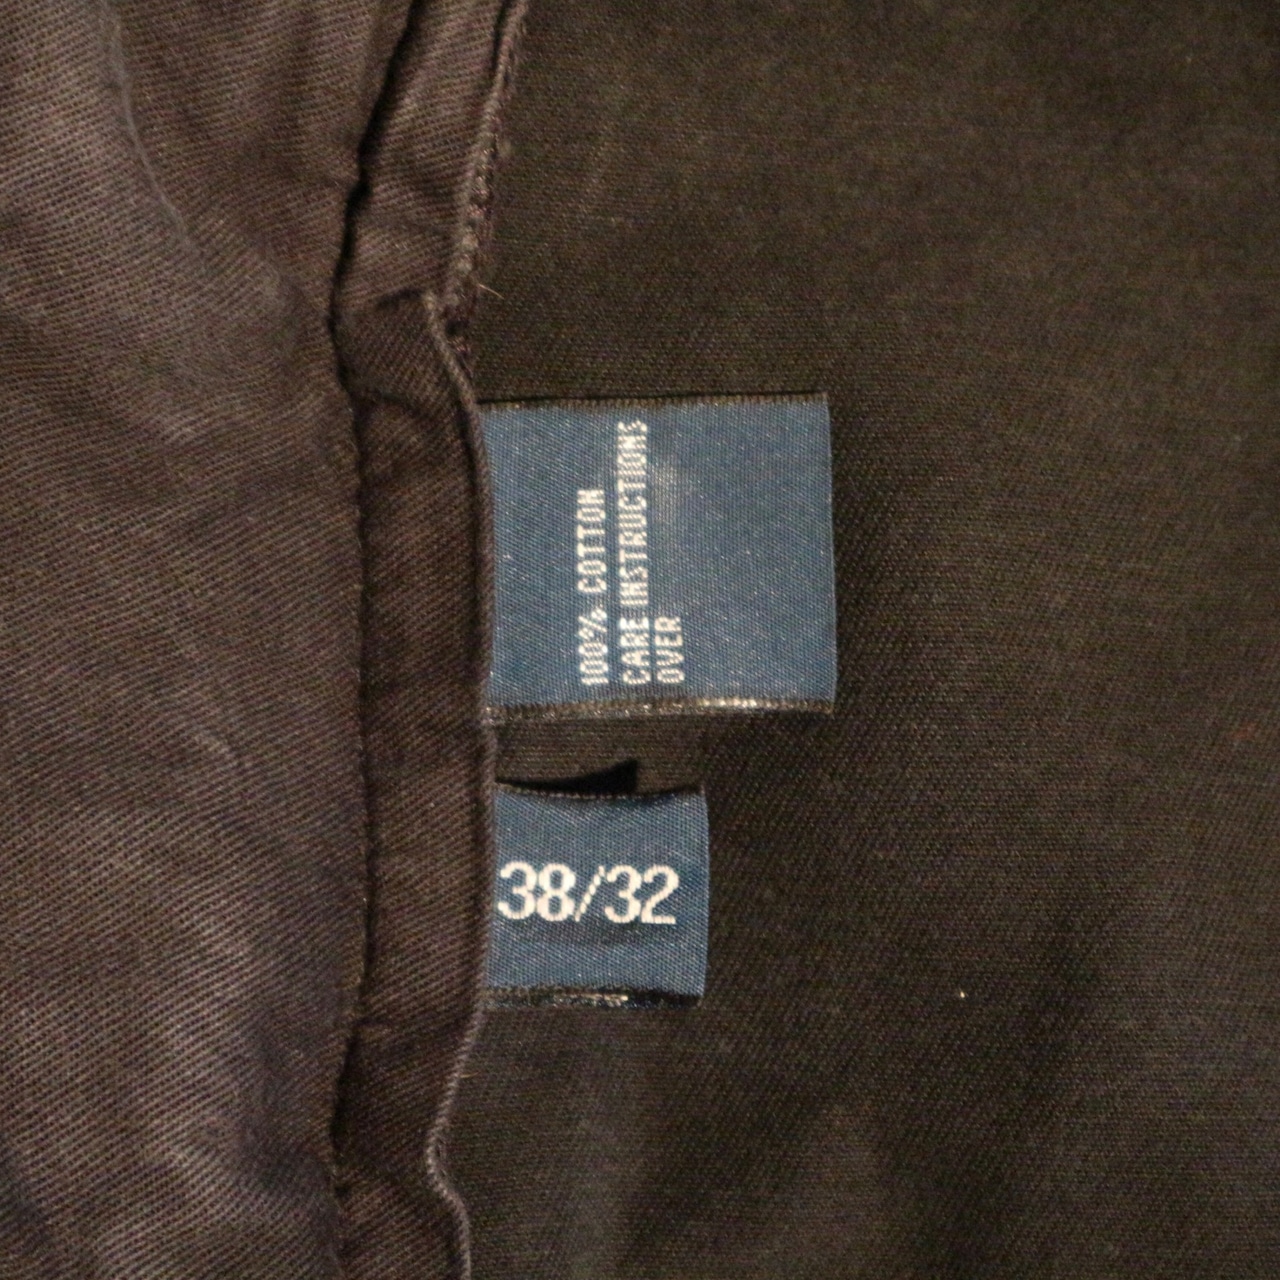 100% COTTON
CARE INSTRUCTIONS
OVER
38/32